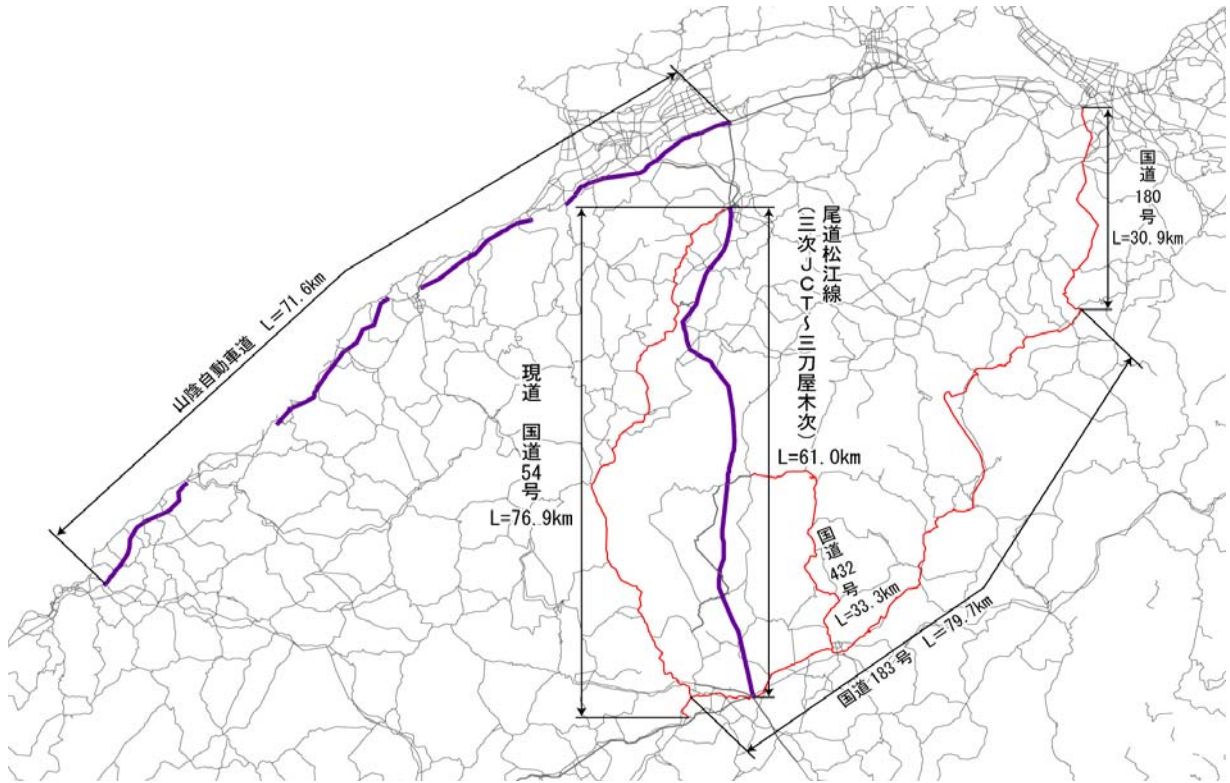 山陰自動車道 L=71.6km
現道 国道54号
L=76.9km
尾道松江線
(三次JCT～三刀屋木次)
L=61.0km
国道
180
号
L=30.9km
国道
432
号
L=33.3km
国道183号 L=79.7km